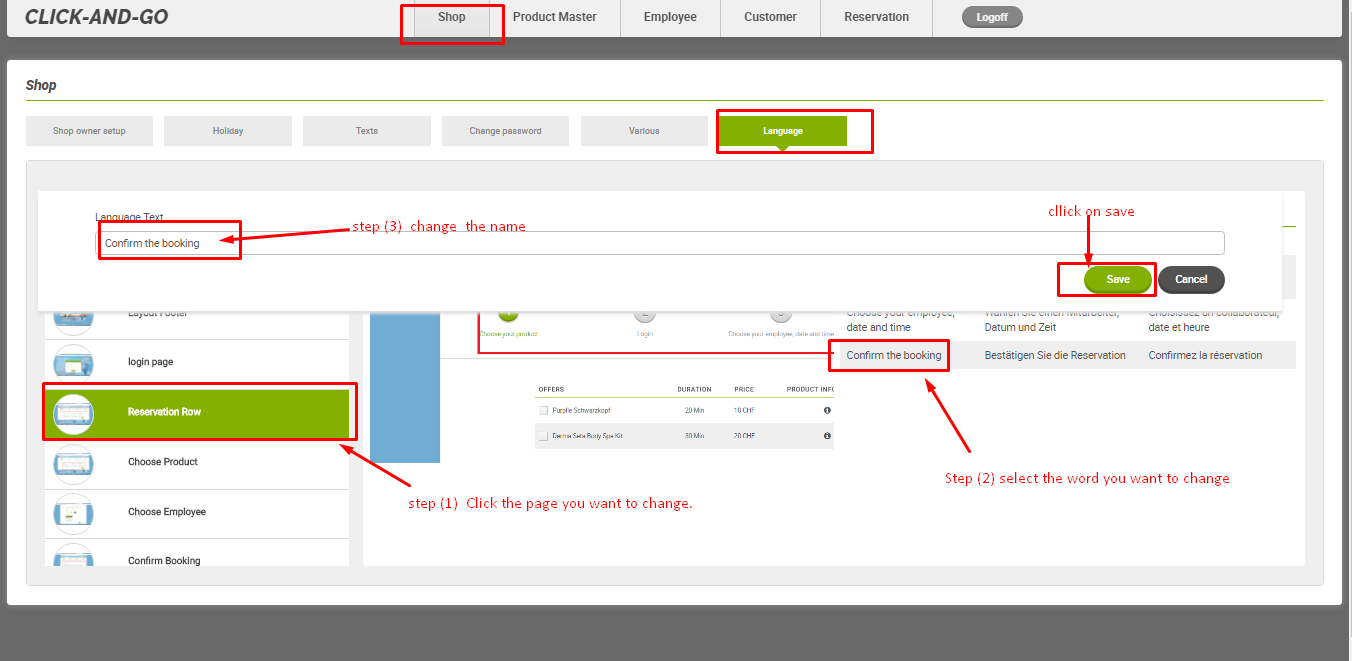 CLICK-AND-GO
Shop
Product Master
Employee
Customer
Reservation
Logoff
Shop
Shop owner setup
Holiday
Texts
Change password
Various
Language
Language Text
Confirm the booking
step (3) change the name
cllick on save
Save
Cancel
Layout Footer
login page
Reservation Row
Choose Product
Choose Employee
Confirm Booking
Choose your product
Login
Choose your employee, date and time
OFFERS DURATION PRICE PRODUCT INFO
Purplle Schwarzkopf 20 Min 10 CHF
Derma Seta Body Spa Kit 30 Min 20 CHF
Choose your employee,
date and time
Wählen Sie einen Mitarbeiter,
Datum und Zeit
Choisissez un collaborateur,
date et heure
Confirm the booking
Bestätigen Sie die Reservation
Confirmez la réservation
Step (2) select the word you want to change
step (1) Click the page you want to change.